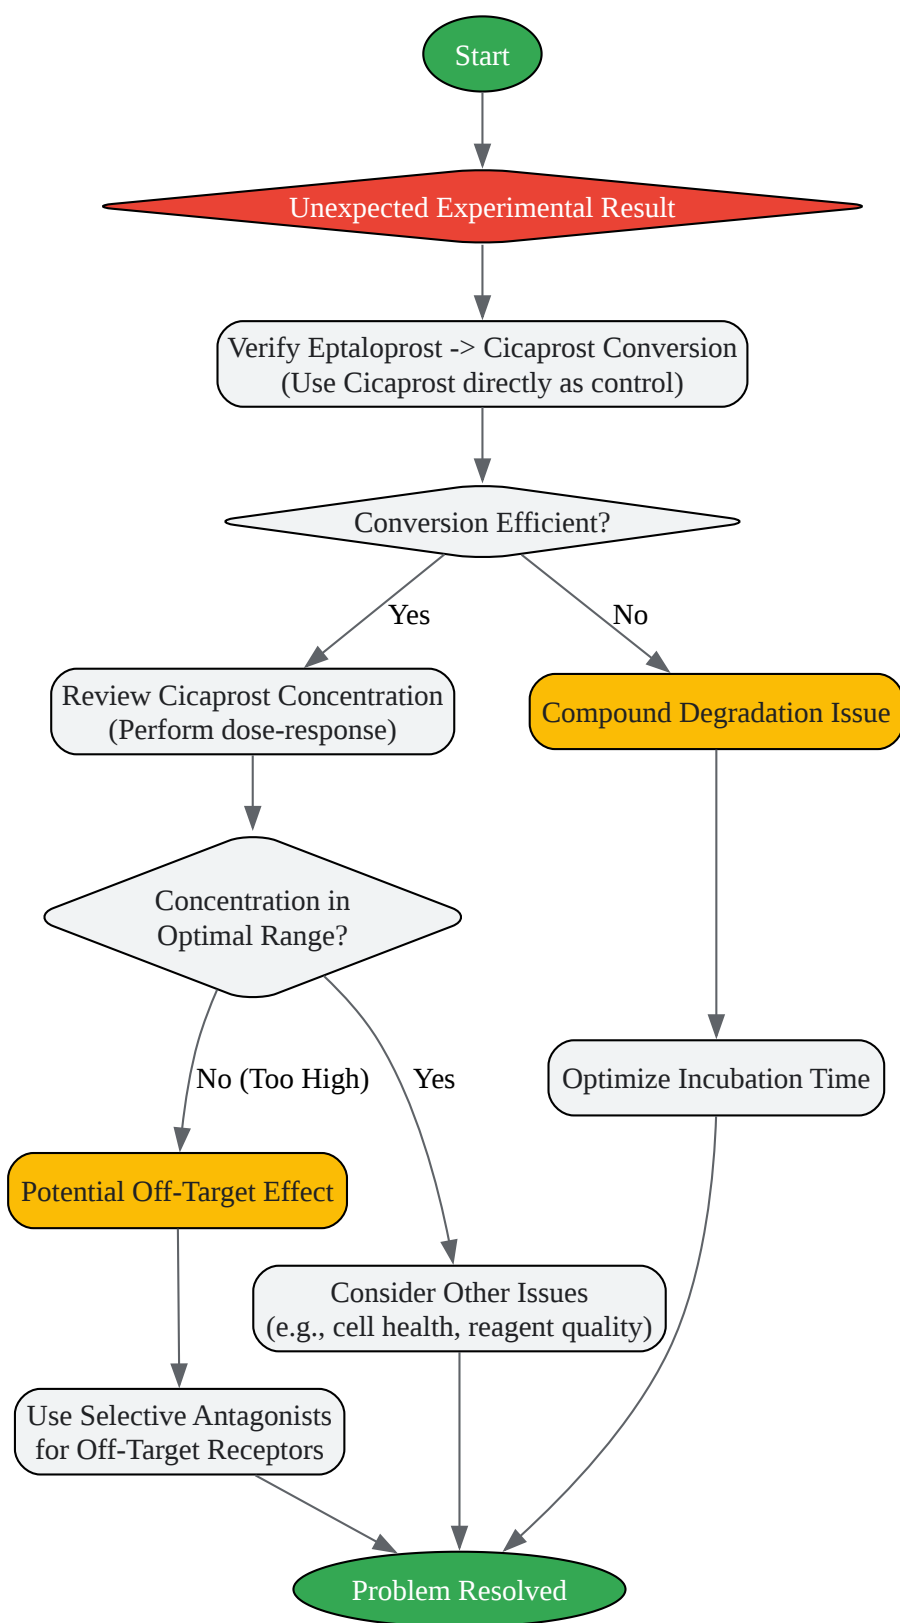 Start
Unexpected Experimental Result
Verify Eptaloprost -> Cicaprost Conversion
(Use Cicaprost directly as control)
Conversion Efficient?
Yes
No
Review Cicaprost Concentration
(Perform dose-response)
Compound Degradation Issue
Concentration in
Optimal Range?
No (Too High)
Yes
Optimize Incubation Time
Potential Off-Target Effect
Consider Other Issues
(e.g., cell health, reagent quality)
Use Selective Antagonists
for Off-Target Receptors
Problem Resolved